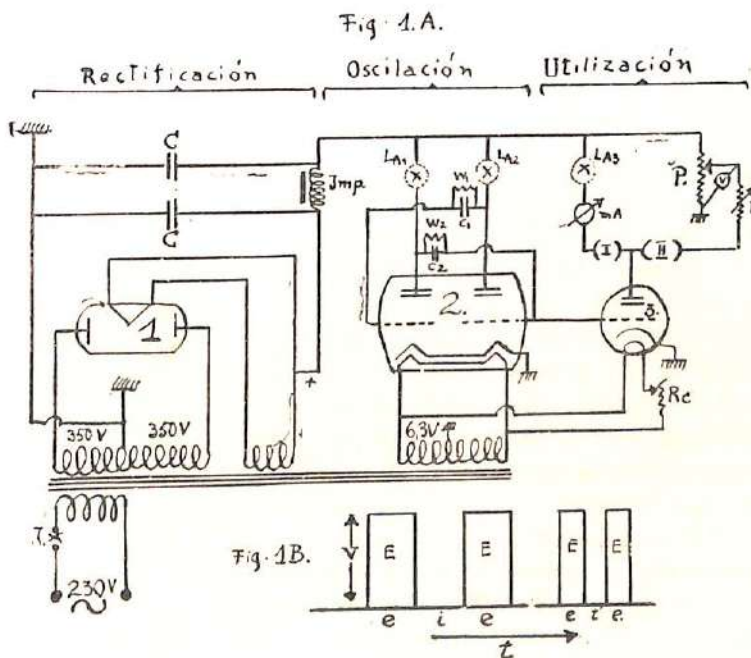 Fig. 1.A.
Rectificación Oscilación Utilización
C
C
Jmp
LA1
LA2
LA3
W1
C1
W2
C2
mA
P.
V
(I) (II)
1
2.
3.
+
350V 350V
6,3V
Rc
230V
Fig. 1B.
V
E E E E
e i e e i' e.
t